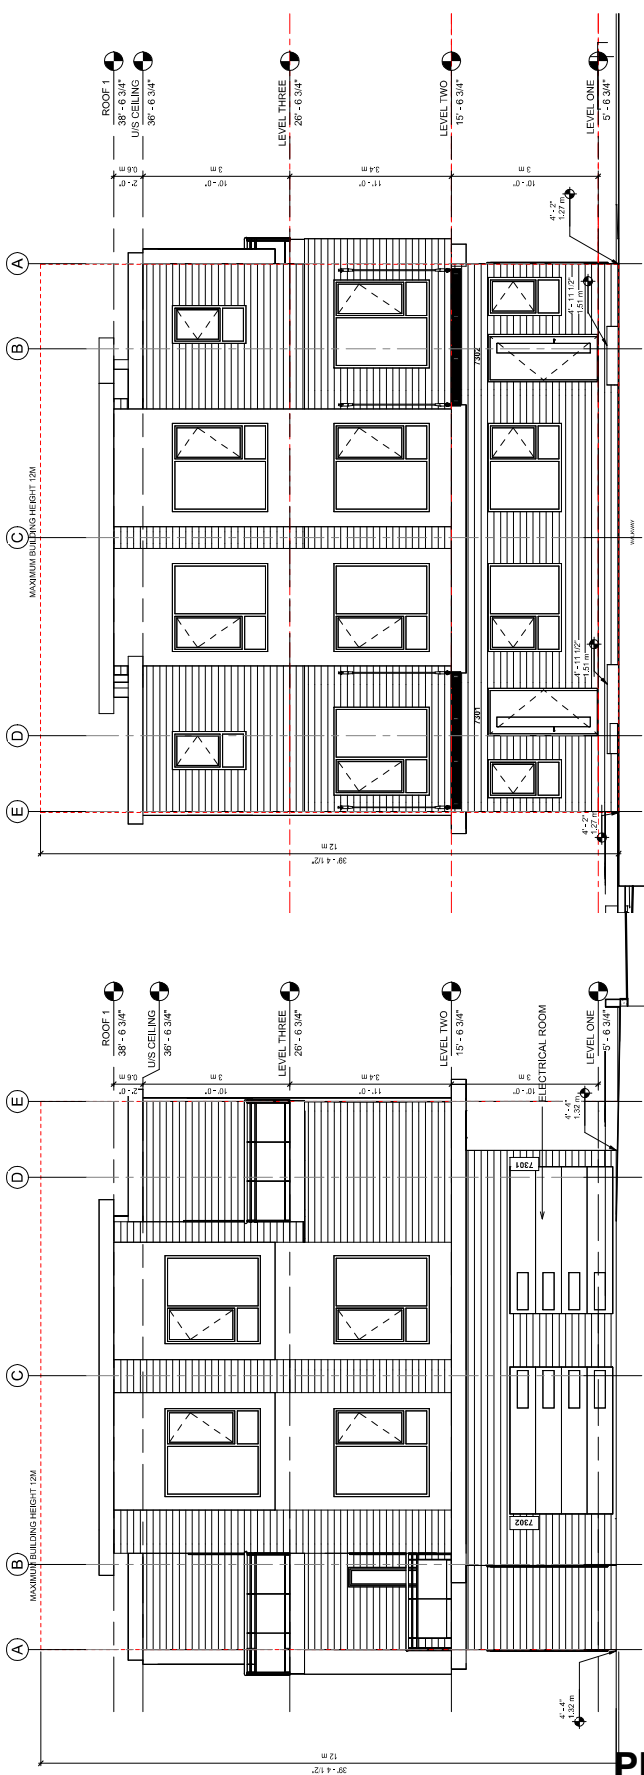 ROOF 1
38' - 6 3/4"
U/S CEILING
36' - 6 3/4"
LEVEL THREE
26' - 6 3/4"
LEVEL TWO
15' - 6 3/4"
LEVEL ONE
5' - 6 3/4"
0.6 m
2' - 0"
3 m
10' - 0"
3.4 m
11' - 0"
3 m
10' - 0"
4' - 2"
1.27 m
4' - 11 1/2"
1.51 m
A
B
C
D
E
MAXIMUM BUILDING HEIGHT 12M
7302
7301
WALKWAY
4' - 11 1/2"
1.51 m
4' - 2"
1.27 m
12 m
39' - 4 1/2"
ROOF 1
38' - 6 3/4"
U/S CEILING
36' - 6 3/4"
LEVEL THREE
26' - 6 3/4"
LEVEL TWO
15' - 6 3/4"
LEVEL ONE
5' - 6 3/4"
0.6 m
2' - 0"
3 m
10' - 0"
3.4 m
11' - 0"
3 m
10' - 0"
ELECTRICAL ROOM
4' - 4"
1.32 m
E
D
C
B
A
7301
7302
MAXIMUM BUILDING HEIGHT 12M
4' - 4"
1.32 m
12 m
39' - 4 1/2"